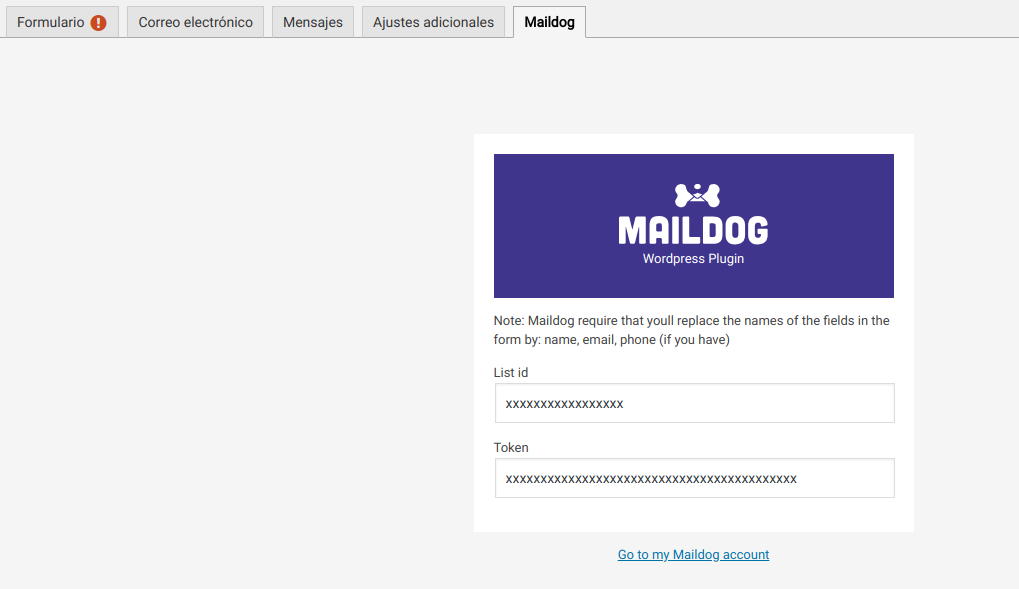 Formulario
Correo electrónico
Mensajes
Ajustes adicionales
Maildog
MAILDOG
Wordpress Plugin
Note: Maildog require that youll replace the names of the fields in the
form by: name, email, phone (if you have)
List id
xxxxxxxxxxxxxxxxx
Token
xxxxxxxxxxxxxxxxxxxxxxxxxxxxxxxxxxxxxxxxxx
Go to my Maildog account